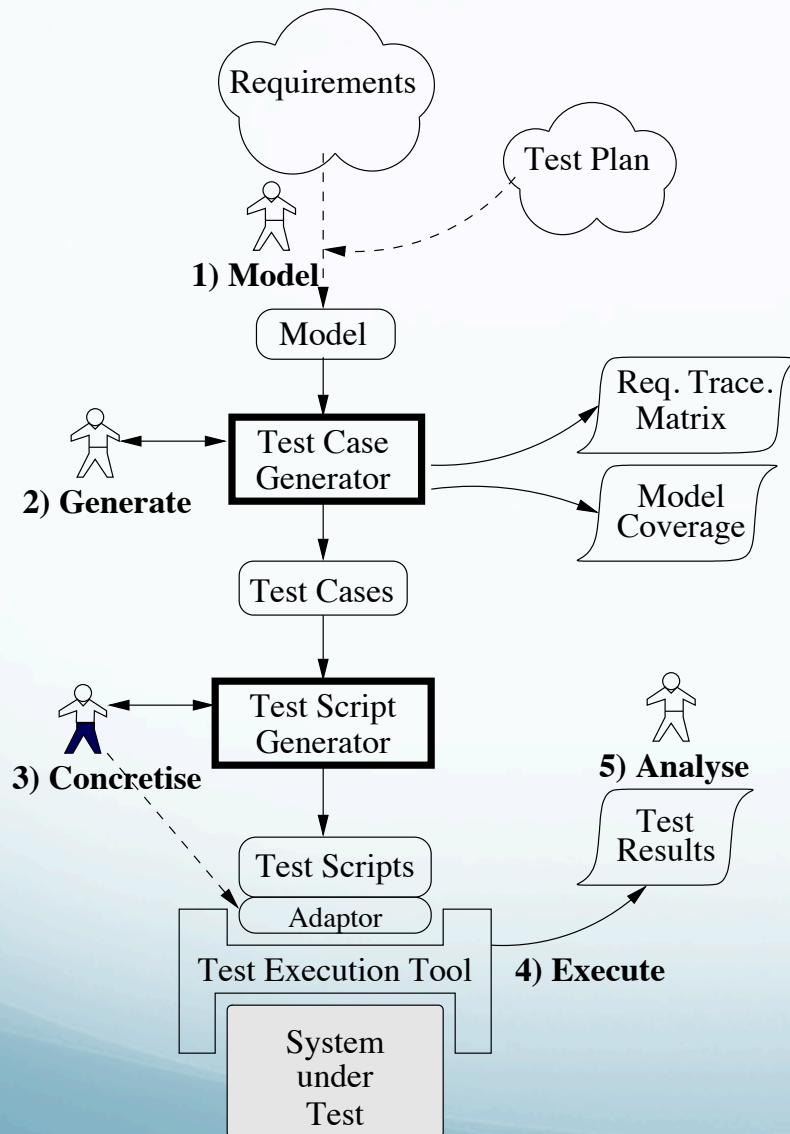 Requirements
Test Plan
1) Model
Model
Req. Trace.
Matrix
Test Case
Generator
2) Generate
Model
Coverage
Test Cases
Test Script
Generator
3) Concretise
5) Analyse
Test
Results
Test Scripts
Adaptor
Test Execution Tool
4) Execute
System
under
Test